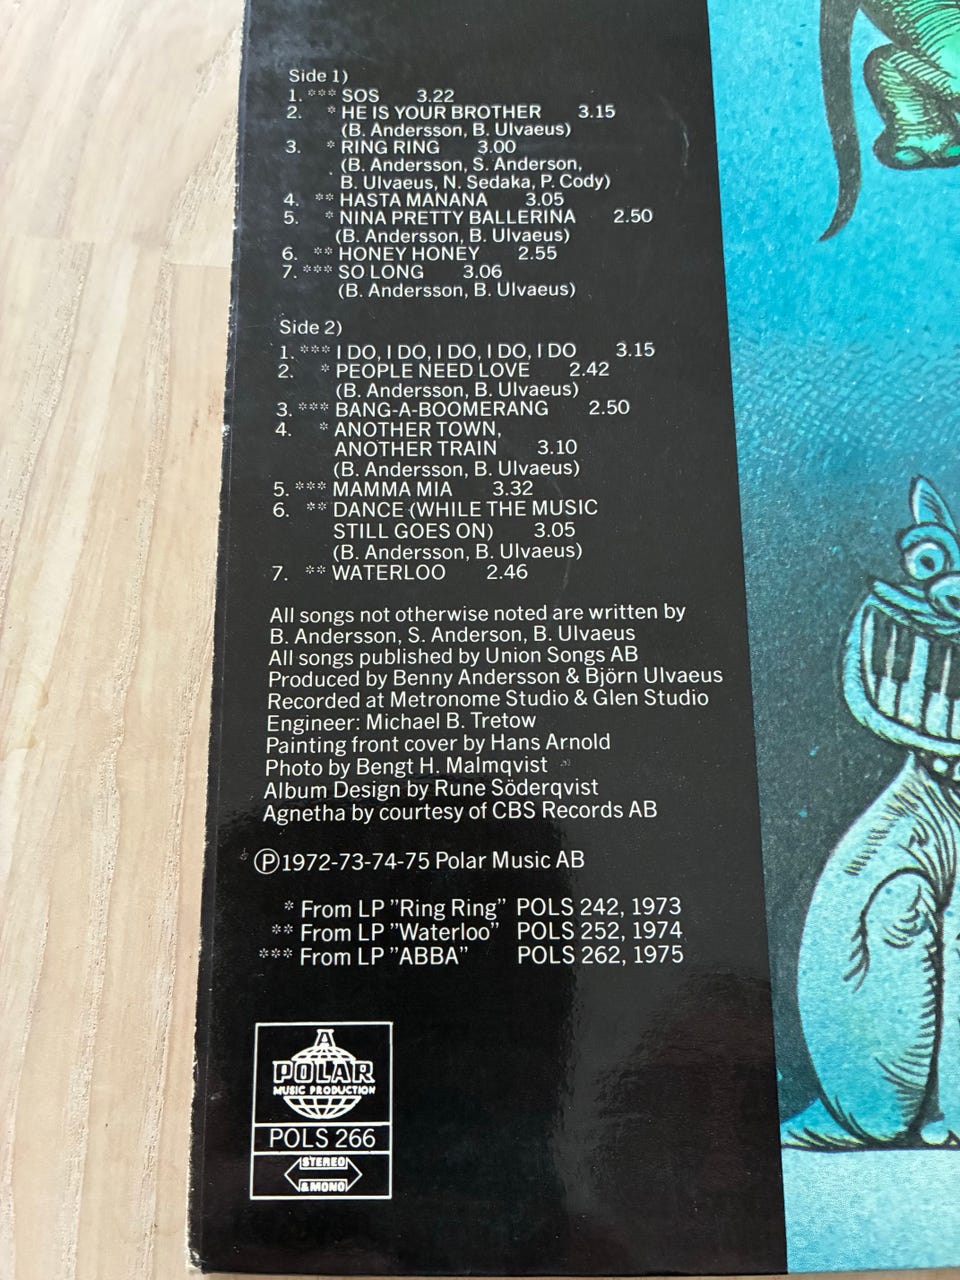 Side 1)
1. *** SOS 3.22
2. * HE IS YOUR BROTHER 3.15
(B. Andersson, B. Ulvaeus)
3. * RING RING 3.00
(B. Andersson, S. Anderson,
B. Ulvaeus, N. Sedaka, P. Cody)
4. ** HASTA MANANA 3.05
5. * NINA PRETTY BALLERINA 2.50
(B. Andersson, B. Ulvaeus)
6. ** HONEY HONEY 2.55
7. *** SO LONG 3.06
(B. Andersson, B. Ulvaeus)
Side 2)
1. *** I DO, I DO, I DO, I DO, I DO 3.15
2. * PEOPLE NEED LOVE 2.42
(B. Andersson, B. Ulvaeus)
3. *** BANG-A-BOOMERANG 2.50
4. * ANOTHER TOWN,
ANOTHER TRAIN 3.10
(B. Andersson, B. Ulvaeus)
5. *** MAMMA MIA 3.32
6. ** DANCE (WHILE THE MUSIC
STILL GOES ON) 3.05
(B. Andersson, B. Ulvaeus)
7. ** WATERLOO 2.46
All songs not otherwise noted are written by
B. Andersson, S. Anderson, B. Ulvaeus
All songs published by Union Songs AB
Produced by Benny Andersson & Björn Ulvaeus
Recorded at Metronome Studio & Glen Studio
Engineer: Michael B. Tretow
Painting front cover by Hans Arnold
Photo by Bengt H. Malmqvist
Album Design by Rune Söderqvist
Agnetha by courtesy of CBS Records AB
Ⓟ1972-73-74-75 Polar Music AB
* From LP ”Ring Ring” POLS 242, 1973
** From LP ”Waterloo” POLS 252, 1974
*** From LP ”ABBA” POLS 262, 1975
A
POLAR
MUSIC PRODUCTION
POLS 266
STEREO
& MONO